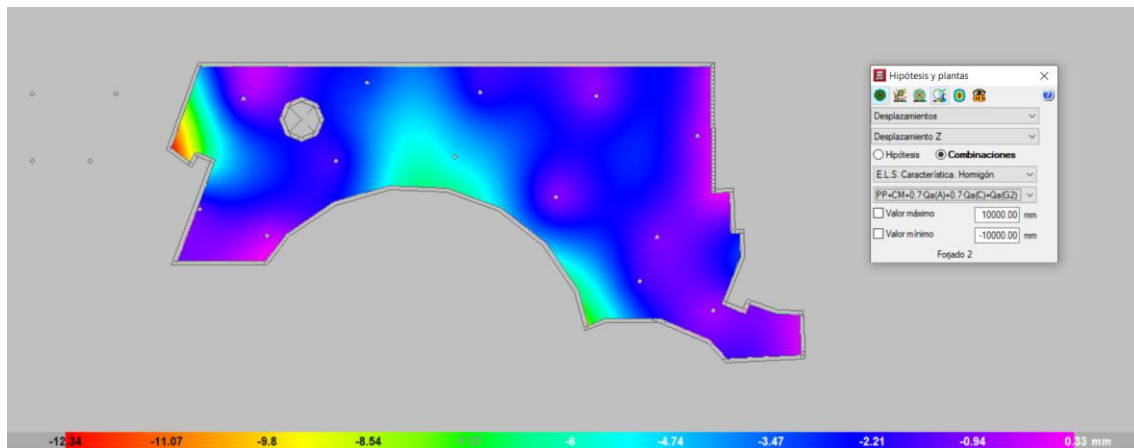 Hipótesis y plantas
Desplazamientos
Desplazamiento Z
Hipótesis
Combinaciones
E.L.S. Característica. Hormigón
PP+CM+0.7·Qa(A)+0.7·Qa(C)+Qa(G2)
Valor máximo 10000.00 mm
Valor mínimo -10000.00 mm
Forjado 2
-12.34 -11.07 -9.8 -8.54 -6 -4.74 -3.47 -2.21 -0.94 0.33 mm